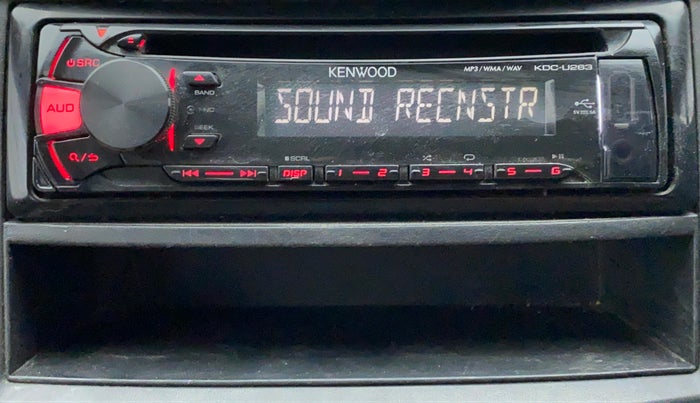 KENWOOD
MP3 / WMA / WAV
KDC-U263
SRC
AUD
BAND
SEEK
SOUND RECNSTR
SCRL
DISP
1 2
3 4
5 6